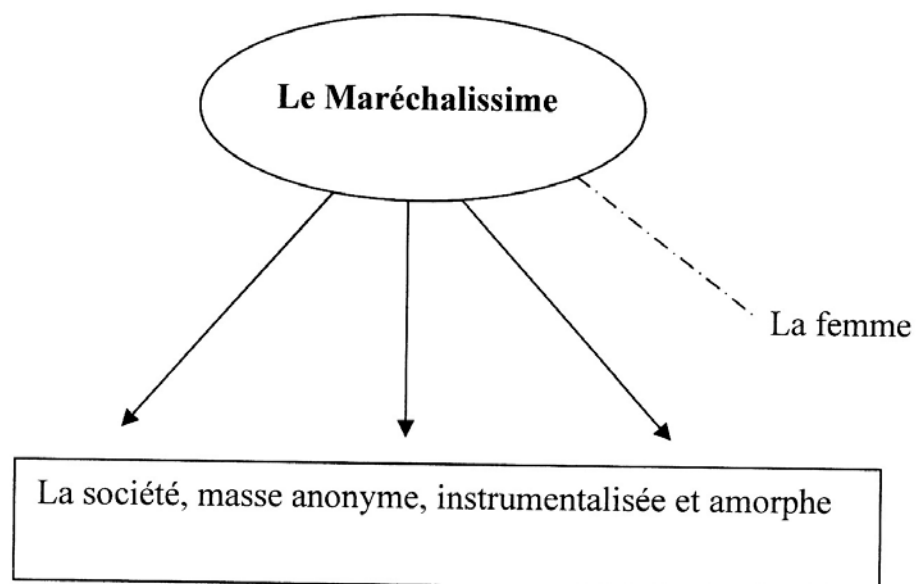 Le Maréchalissime
La femme
La société, masse anonyme, instrumentalisée et amorphe